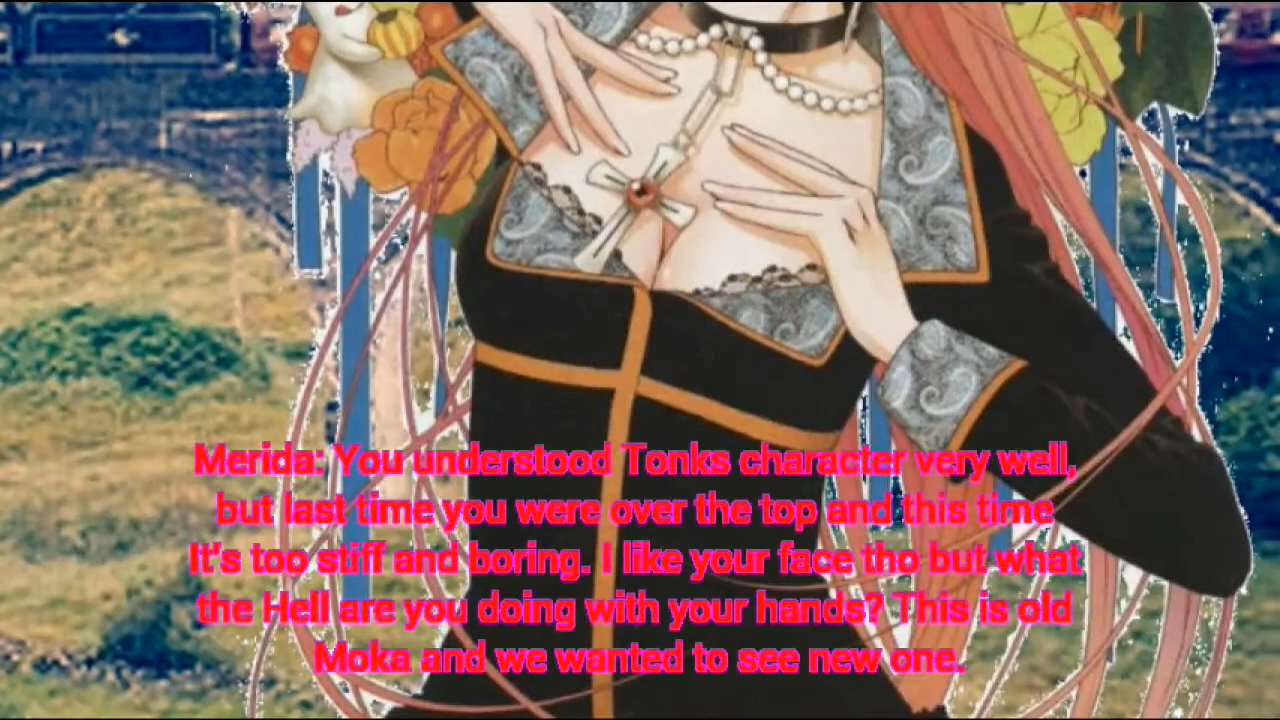 Merida: You understood Tonks character very well,
but last time you were over the top and this time
It's too stiff and boring. I like your face tho but what
the Hell are you doing with your hands? This is old
Moka and we wanted to see new one.